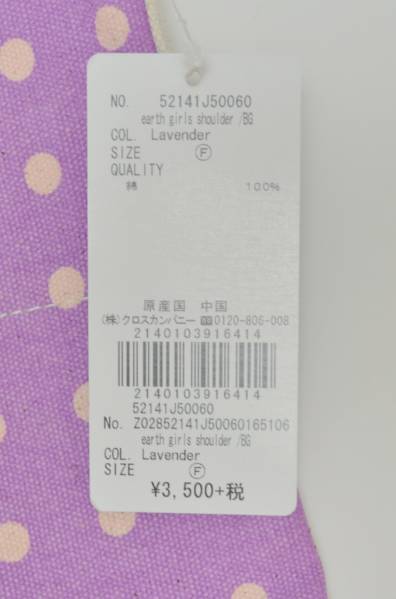 NO. 52141J50060
earth girls shoulder /BG
COL. Lavender
SIZE Ⓕ
QUALITY
綿 100%
原産国 中国
(株)クロスカンパニー ☎0120-806-008
2140103916414
2140103916414
52141J50060
No. Z02852141J50060165106
earth girls shoulder /BG
COL. Lavender
SIZE Ⓕ
¥3,500+税